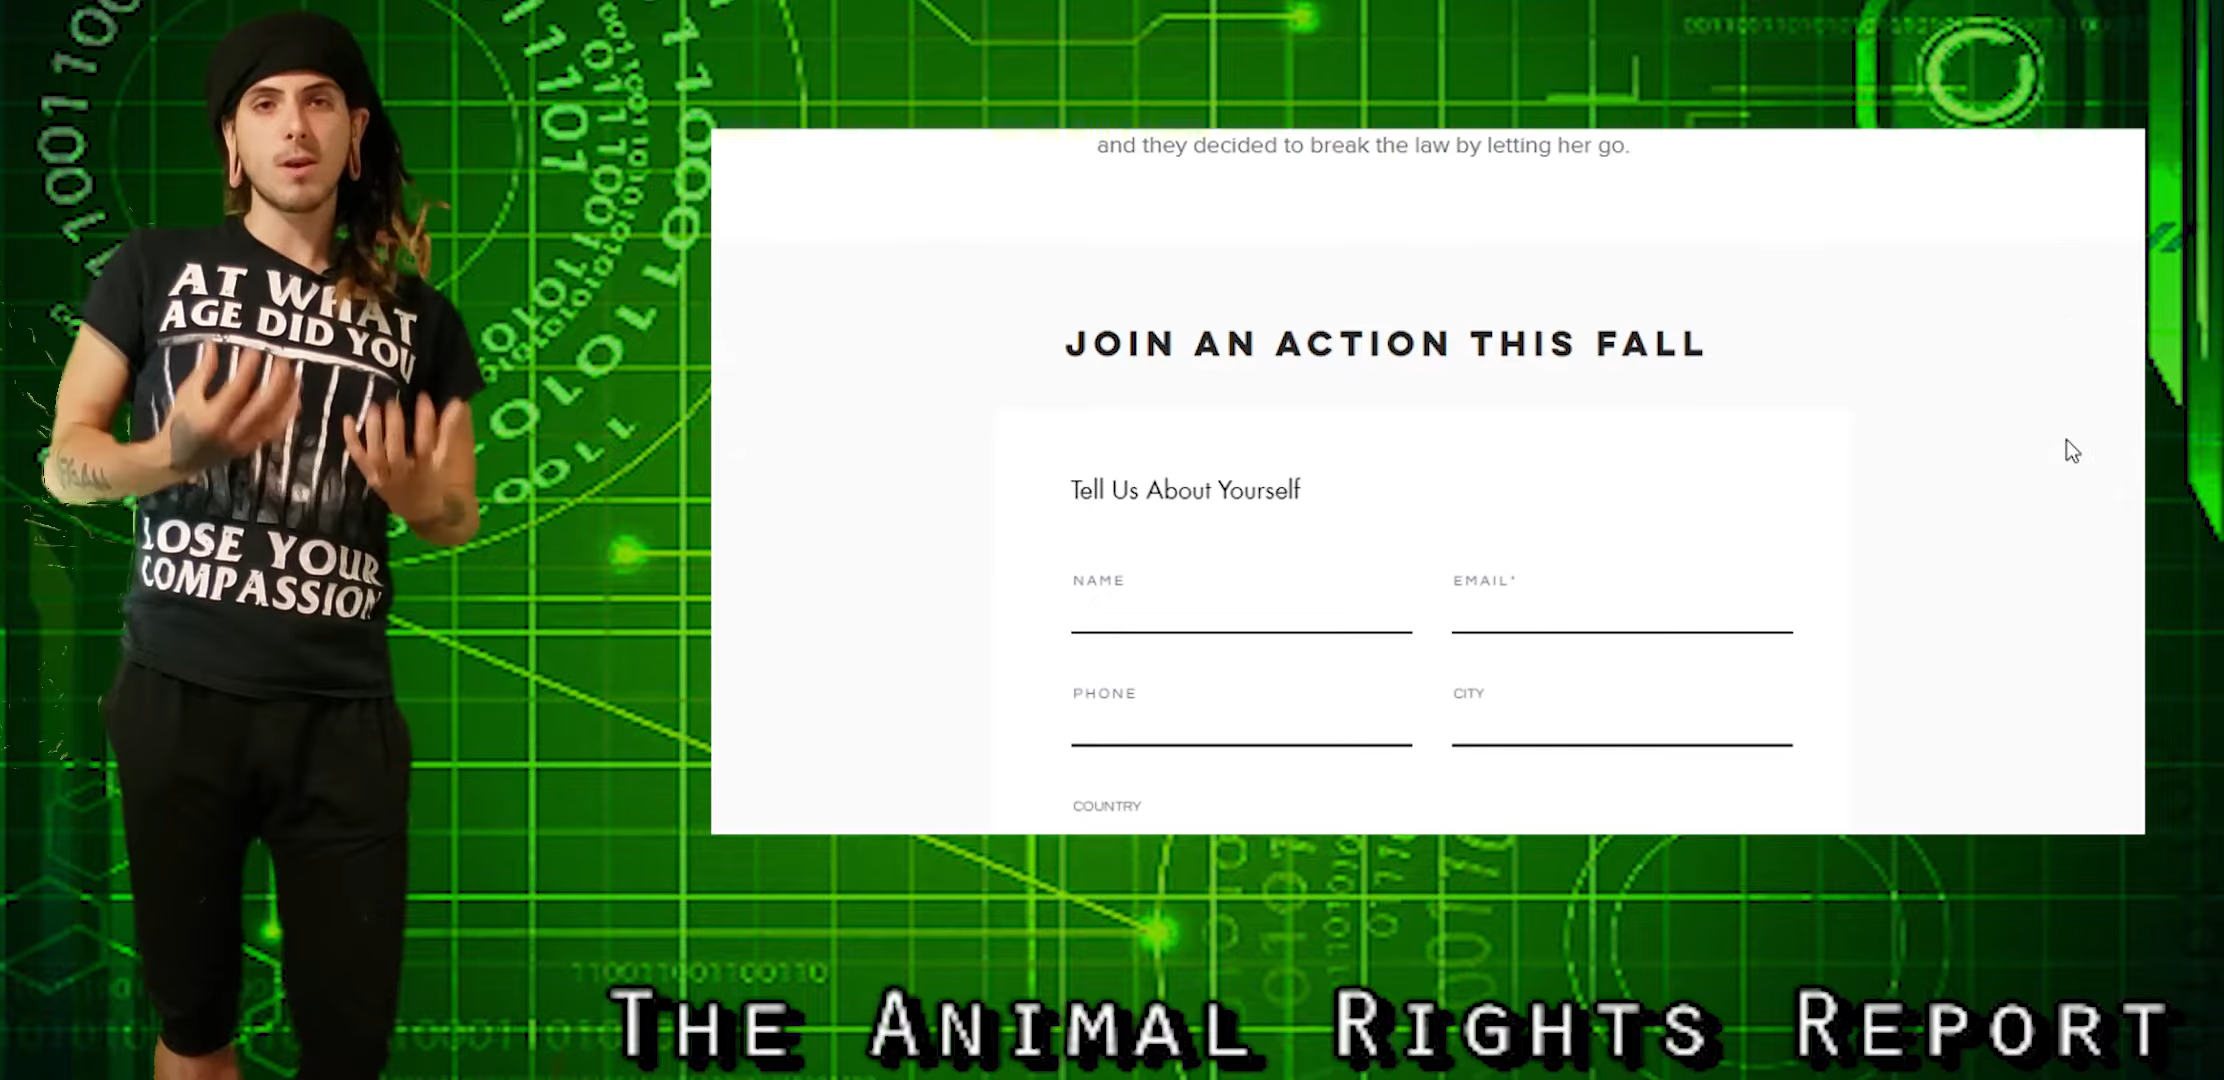 AT WHAT
AGE DID YOU
LOSE YOUR
COMPASSION
and they decided to break the law by letting her go.
JOIN AN ACTION THIS FALL
Tell Us About Yourself
NAME
EMAIL*
PHONE
CITY
COUNTRY
110011001100110
THE ANIMAL RIGHTS REPORT